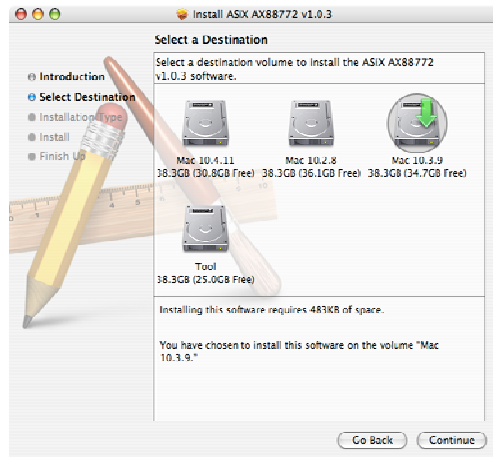 Install ASIX AX88772 v1.0.3
Select a Destination
Select a destination volume to install the ASIX AX88772
v1.0.3 software.
Introduction
Select Destination
Installation Type
Install
Finish Up
Mac 10.4.11 Mac 10.2.8 Mac 10.3.9
38.3GB (30.8GB Free) 38.3GB (36.1GB Free) 38.3GB (34.7GB Free)
Tool
38.3GB (25.0GB Free)
Installing this software requires 483KB of space.
You have chosen to install this software on the volume "Mac
10.3.9."
Go Back Continue